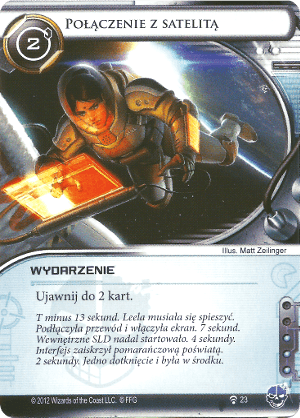 POŁĄCZENIE Z SATELITĄ
2
Illus. Matt Zeilinger
WYDARZENIE
Ujawnij do 2 kart.
T minus 13 sekund. Leela musiała się spieszyć.
Podłączyła przewód i włączyła ekran. 7 sekund.
Wewnętrzne SLD nadal startowało. 4 sekundy.
Interfejs zaiskrzył pomarańczową poświatą.
2 sekundy. Jedno dotknięcie i była w środku.
© 2012 Wizards of the Coast LLC. © FFG
23